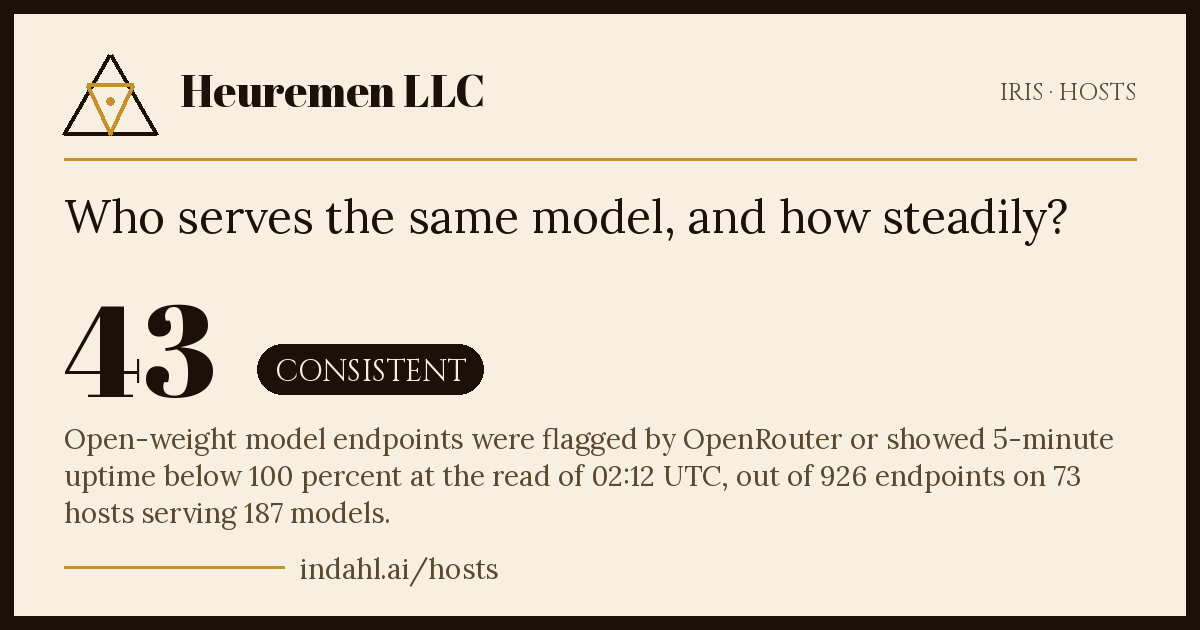 Heuremen LLC
IRIS · HOSTS
Who serves the same model, and how steadily?
43
CONSISTENT
Open-weight model endpoints were flagged by OpenRouter or showed 5-minute
uptime below 100 percent at the read of 02:12 UTC, out of 926 endpoints on 73
hosts serving 187 models.
indahl.ai/hosts